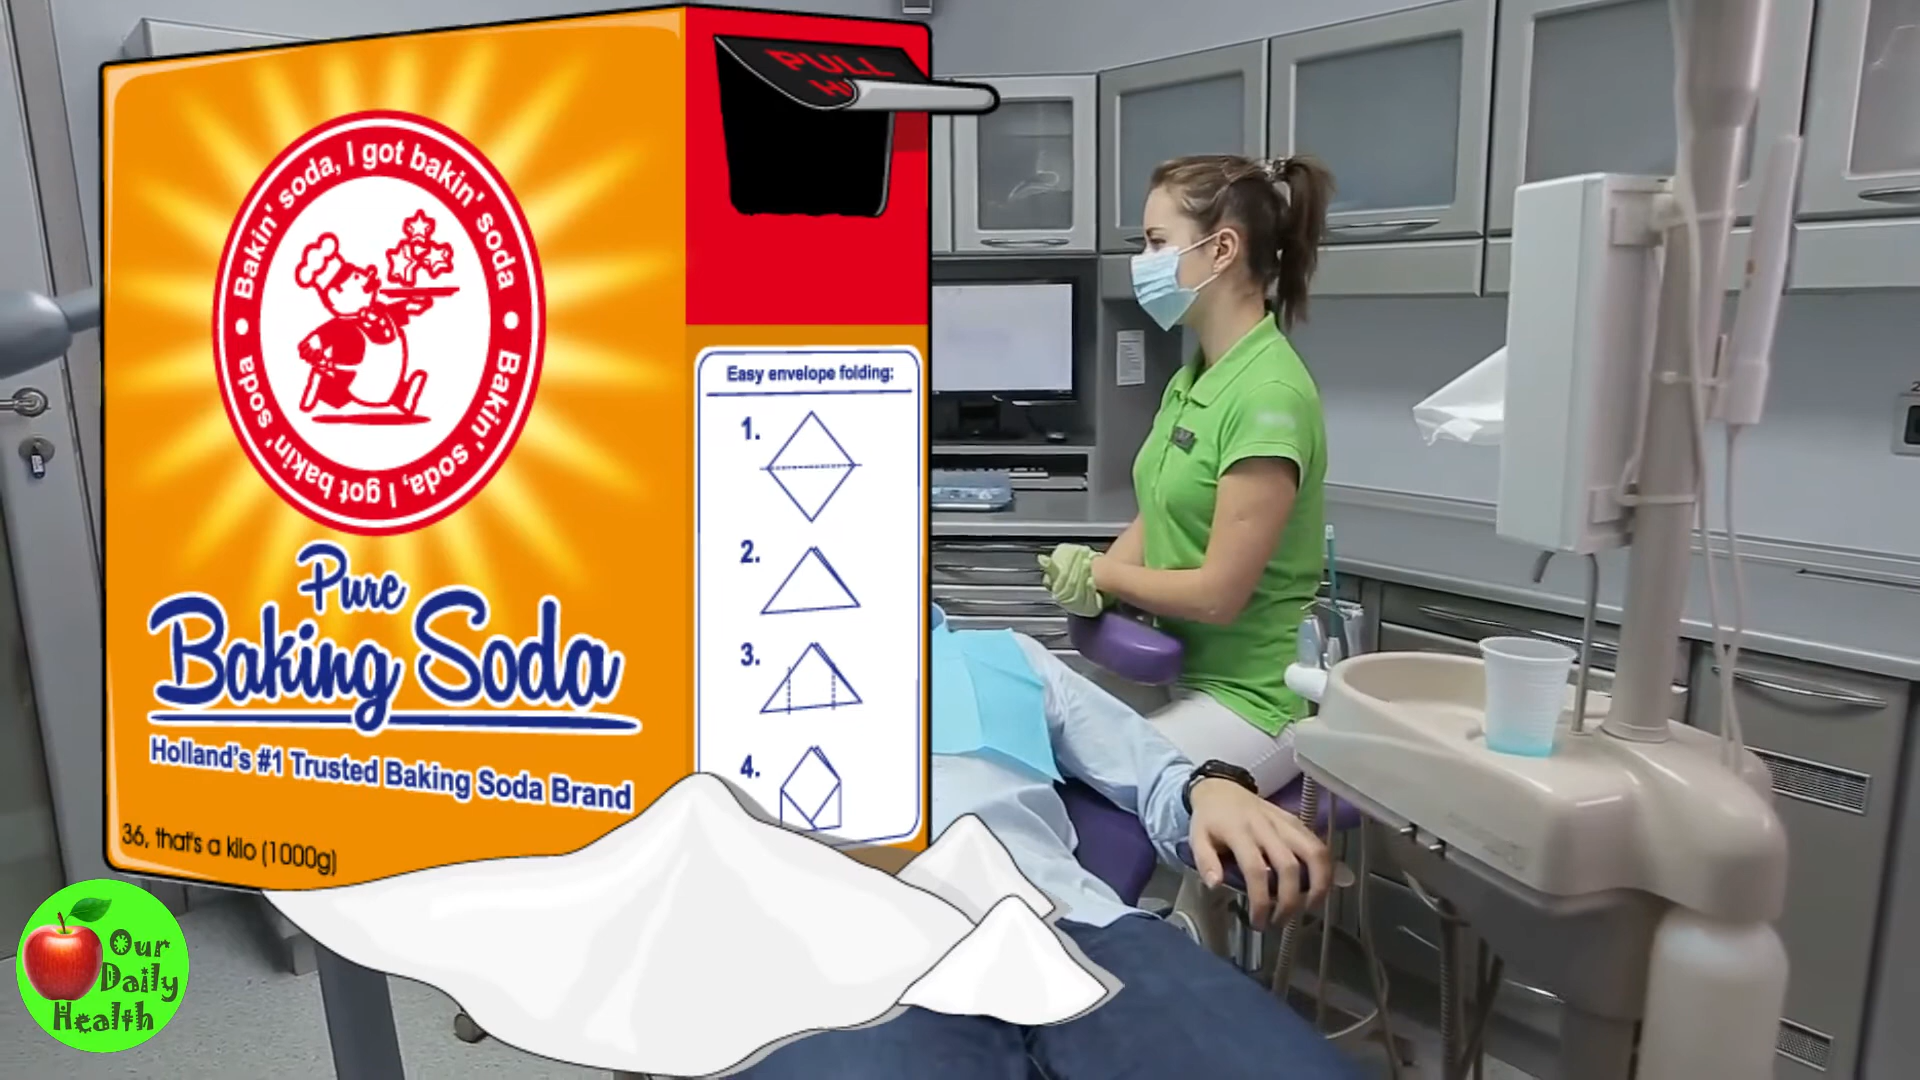 PULL
Bakin' soda, I got bakin' soda • Bakin' soda, I got bakin' soda •
Pure
Baking Soda
Holland's #1 Trusted Baking Soda Brand
36, that's a kilo (1000g)
Easy envelope folding:
1.
2.
3.
4.
Our
Daily
Health